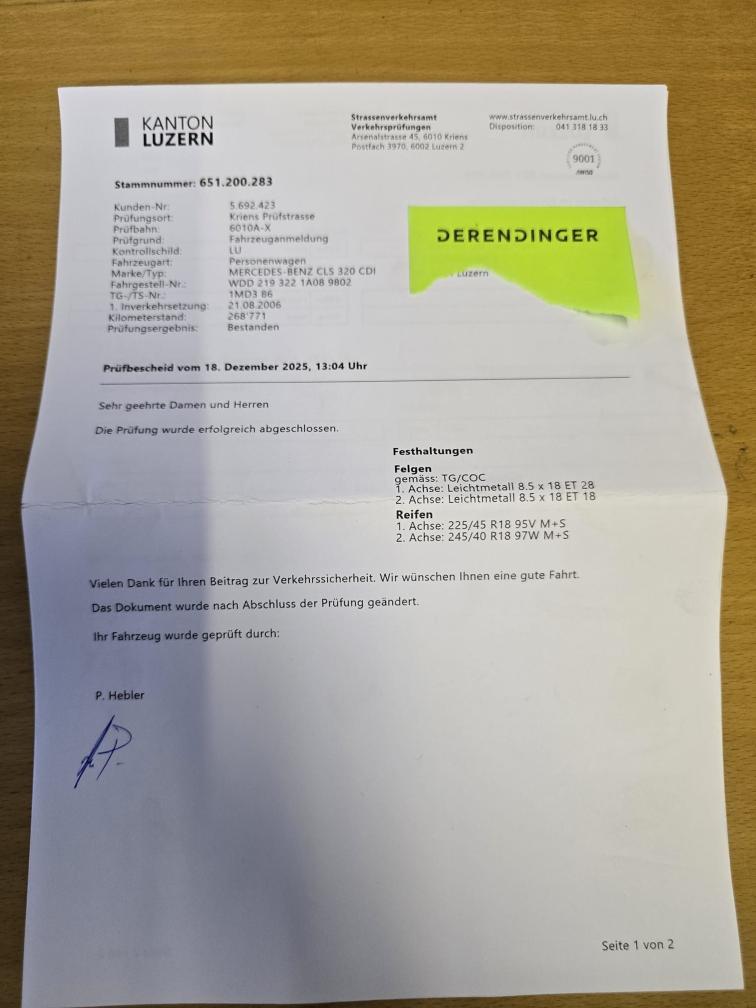 KANTON
LUZERN
Strassenverkehrsamt
Verkehrsprüfungen
Arsenalstrasse 45, 6010 Kriens
Postfach 3970, 6002 Luzern 2
www.strassenverkehrsamt.lu.ch
Disposition: 041 318 18 33
9001
Stammnummer: 651.200.283
Kunden-Nr: 5.692.423
Prüfungsort: Kriens Prüfstrasse
Prüfbahn: 6010A-X
Prüfgrund: Fahrzeuganmeldung
Kontrollschild: LU
Fahrzeugart: Personenwagen
Marke/Typ: MERCEDES-BENZ CLS 320 CDI
Fahrgestell-Nr.: WDD 219 322 1A08 9802
TG-/TS-Nr.: 1MD3 86
1. Inverkehrsetzung: 21.08.2006
Kilometerstand: 268'771
Prüfungsergebnis: Bestanden
DERENDINGER
Luzern
Prüfbescheid vom 18. Dezember 2025, 13:04 Uhr
Sehr geehrte Damen und Herren
Die Prüfung wurde erfolgreich abgeschlossen.
Festhaltungen
Felgen
gemäss: TG/COC
1. Achse: Leichtmetall 8.5 x 18 ET 28
2. Achse: Leichtmetall 8.5 x 18 ET 18
Reifen
1. Achse: 225/45 R18 95V M+S
2. Achse: 245/40 R18 97W M+S
Vielen Dank für Ihren Beitrag zur Verkehrssicherheit. Wir wünschen Ihnen eine gute Fahrt.
Das Dokument wurde nach Abschluss der Prüfung geändert.
Ihr Fahrzeug wurde geprüft durch:
P. Hebler
Seite 1 von 2